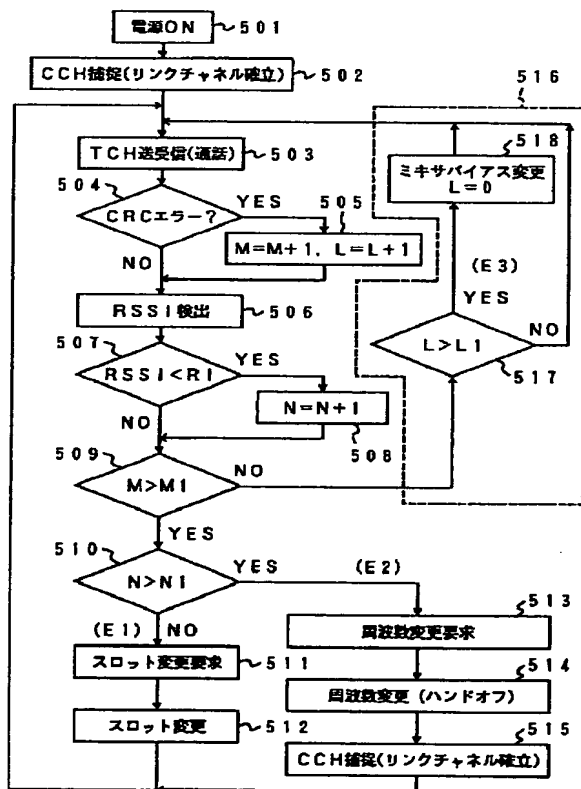 電源ON
501
CCH捕捉(リンクチャネル確立)
502
516
TCH送受信(通話)
503
518
ミキサバイアス変更
L=0
504
CRCエラー?
YES
505
M=M+1, L=L+1
NO
(E3)
YES
NO
RSSI検出
506
L>L1
517
507
RSSI<R1
YES
N=N+1
508
NO
509
M>M1
NO
YES
510
N>N1
YES
(E2)
(E1)
NO
513
周波数変更要求
スロット変更要求
511
514
周波数変更(ハンドオフ)
スロット変更
512
515
CCH捕捉(リンクチャネル確立)